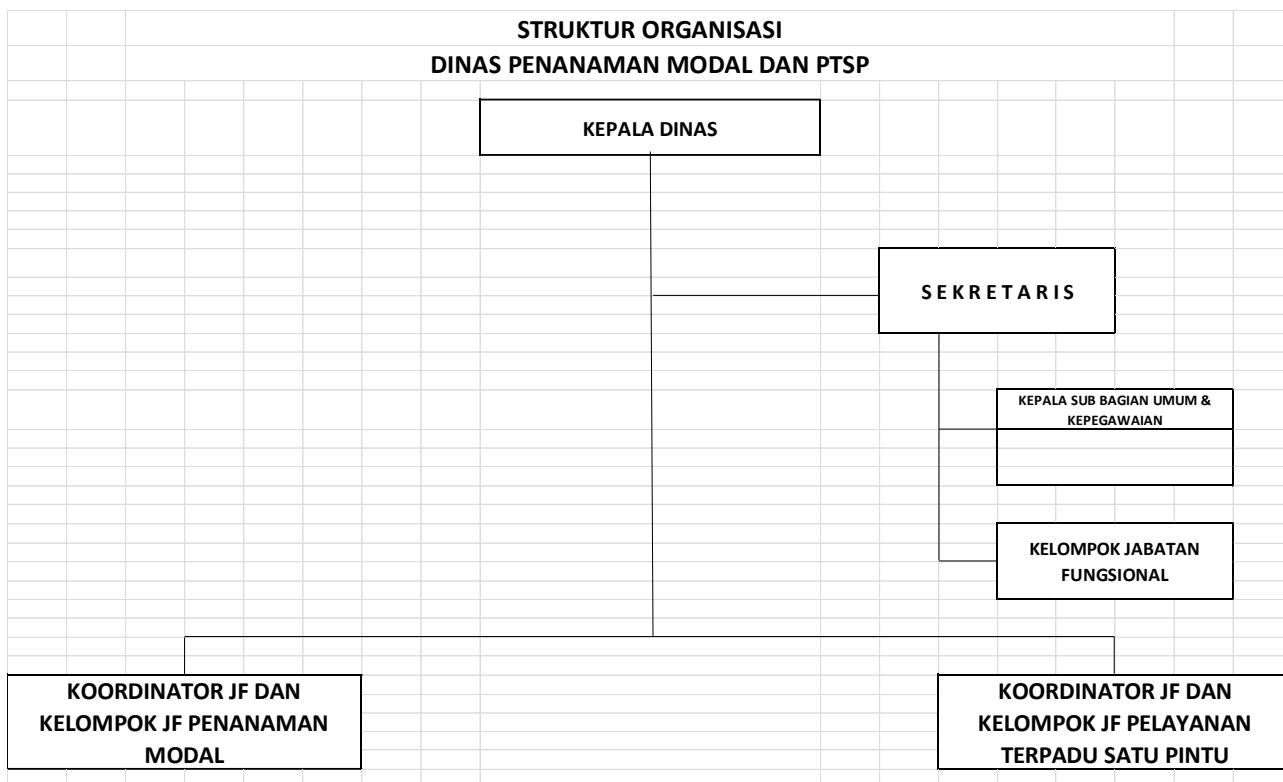 STRUKTUR ORGANISASI
DINAS PENANAMAN MODAL DAN PTSP
KEPALA DINAS
S E K R E T A R I S
KEPALA SUB BAGIAN UMUM &
KEPEGAWAIAN
KELOMPOK JABATAN
FUNGSIONAL
KOORDINATOR JF DAN
KELOMPOK JF PENANAMAN
MODAL
KOORDINATOR JF DAN
KELOMPOK JF PELAYANAN
TERPADU SATU PINTU